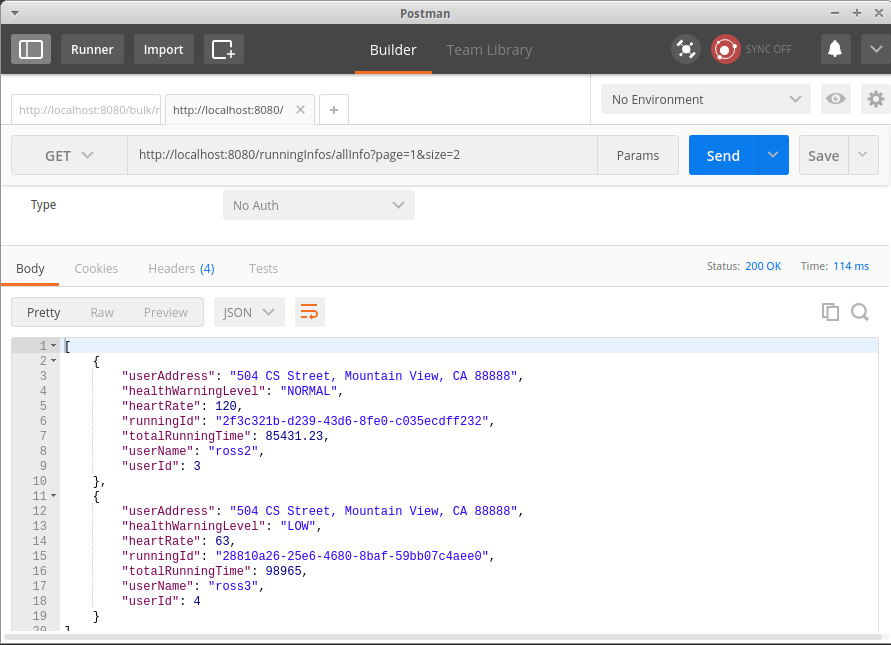 Postman
Runner Import Builder Team Library SYNC OFF
http://localhost:8080/bulk/r http://localhost:8080/ No Environment
GET http://localhost:8080/runningInfos/allInfo?page=1&size=2 Params Send Save
Type No Auth
Body Cookies Headers (4) Tests Status: 200 OK Time: 114 ms
Pretty Raw Preview JSON
1 [
2 {
3 "userAddress": "504 CS Street, Mountain View, CA 88888",
4 "healthWarningLevel": "NORMAL",
5 "heartRate": 120,
6 "runningId": "2f3c321b-d239-43d6-8fe0-c035ecdff232",
7 "totalRunningTime": 85431.23,
8 "userName": "ross2",
9 "userId": 3
10 },
11 {
12 "userAddress": "504 CS Street, Mountain View, CA 88888",
13 "healthWarningLevel": "LOW",
14 "heartRate": 63,
15 "runningId": "28810a26-25e6-4680-8baf-59bb07c4aee0",
16 "totalRunningTime": 98965,
17 "userName": "ross3",
18 "userId": 4
19 }
20 ]